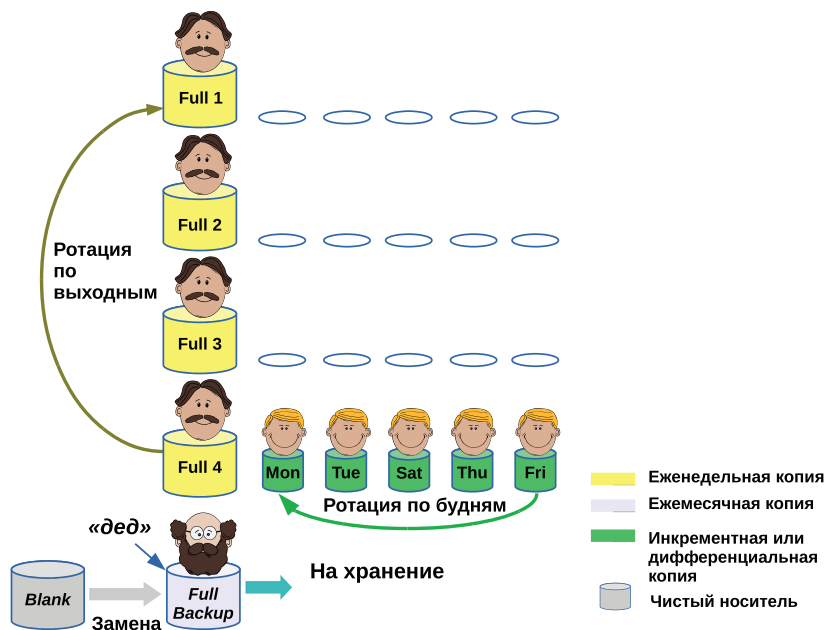 Full 1
Full 2
Ротация
по
выходным
Full 3
Full 4
Mon
Tue
Sat
Thu
Fri
Ротация по будням
«дед»
На хранение
Blank
Замена
Full
Backup
Еженедельная копия
Ежемесячная копия
Инкрементная или
дифференциальная
копия
Чистый носитель